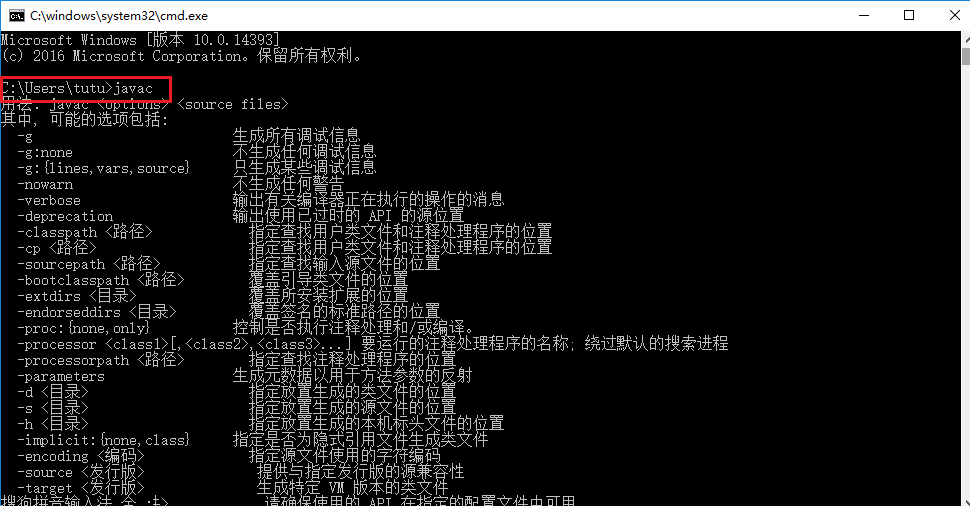 C:\windows\system32\cmd.exe
Microsoft Windows [版本 10.0.14393]
(c) 2016 Microsoft Corporation。保留所有权利。
C:\Users\tutu>javac
用法: javac <options> <source files>
其中, 可能的选项包括:
-g 生成所有调试信息
-g:none 不生成任何调试信息
-g:{lines,vars,source} 只生成某些调试信息
-nowarn 不生成任何警告
-verbose 输出有关编译器正在执行的操作的消息
-deprecation 输出使用已过时的 API 的源位置
-classpath <路径> 指定查找用户类文件和注释处理程序的位置
-cp <路径> 指定查找用户类文件和注释处理程序的位置
-sourcepath <路径> 指定查找输入源文件的位置
-bootclasspath <路径> 覆盖引导类文件的位置
-extdirs <目录> 覆盖所安装扩展的位置
-endorseddirs <目录> 覆盖签名的标准路径的位置
-proc:{none,only} 控制是否执行注释处理和/或编译。
-processor <class1>[,<class2>,<class3>...] 要运行的注释处理程序的名称; 绕过默认的搜索进程
-processorpath <路径> 指定查找注释处理程序的位置
-parameters 生成元数据以用于方法参数的反射
-d <目录> 指定放置生成的类文件的位置
-s <目录> 指定放置生成的源文件的位置
-h <目录> 指定放置生成的本机标头文件的位置
-implicit:{none,class} 指定是否为隐式引用文件生成类文件
-encoding <编码> 指定源文件使用的字符编码
-source <发行版> 提供与指定发行版的源兼容性
-target <发行版> 生成特定 VM 版本的类文件
搜狗拼音输入法 全 : 请确保使用的 API 在指定的配置文件中可用